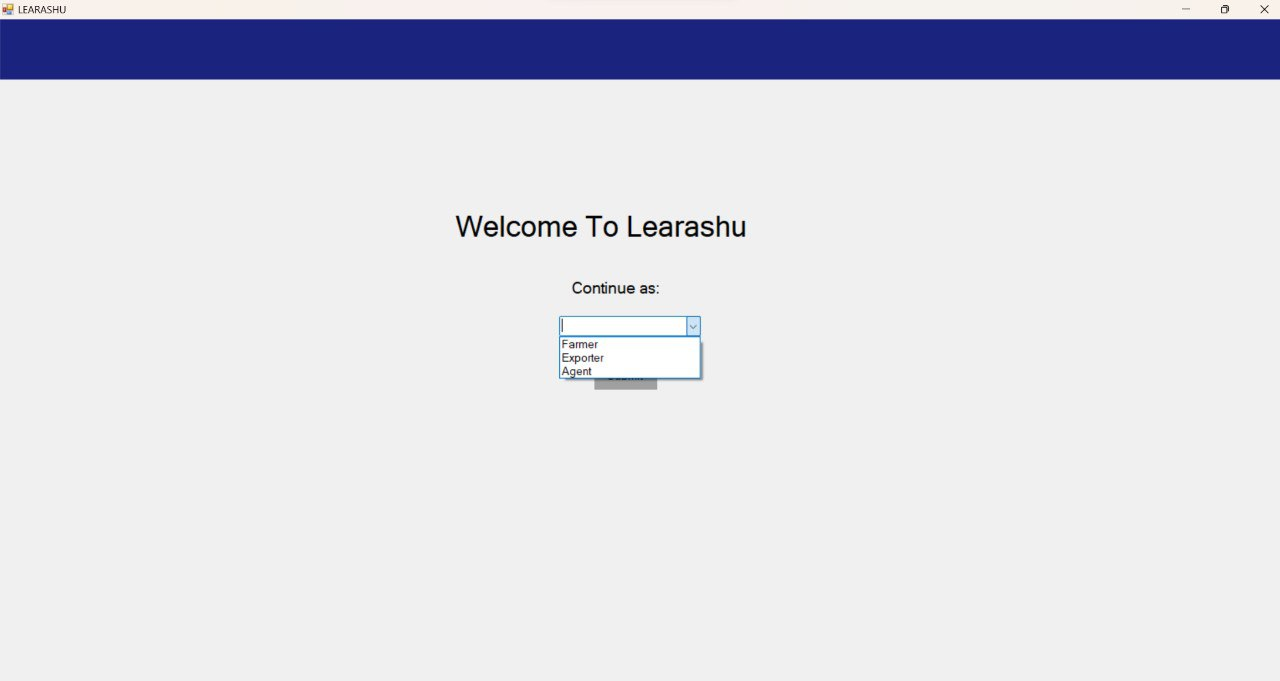 LEARASHU
Welcome To Learashu
Continue as:
Farmer
Exporter
Agent